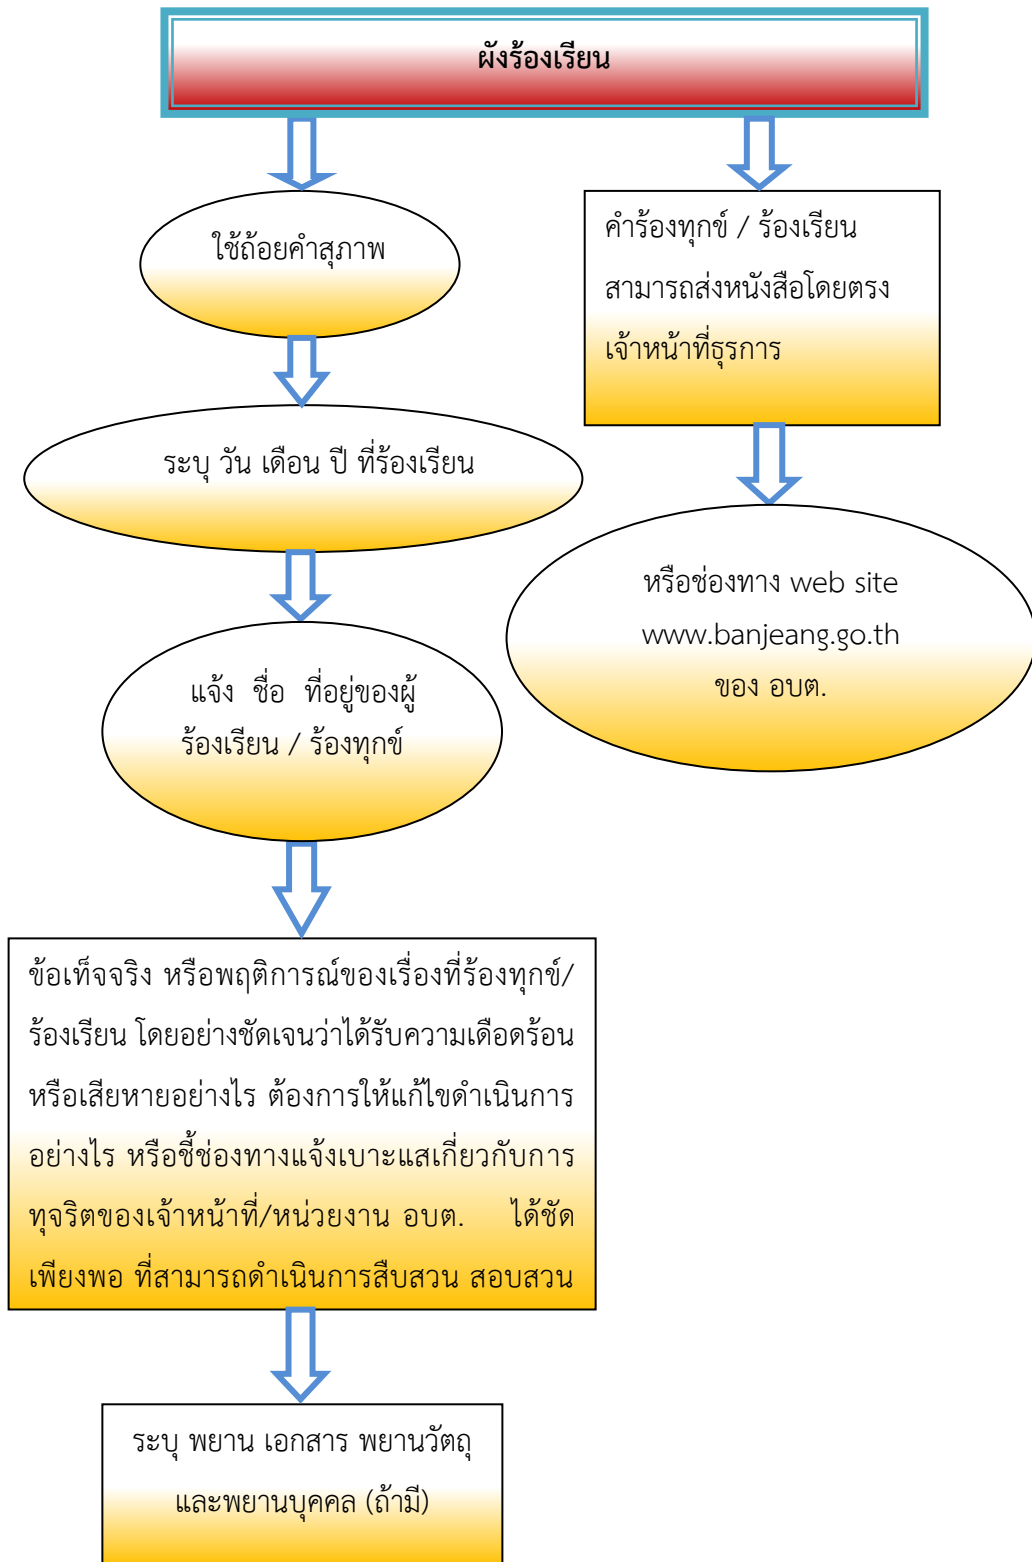 ผังร้องเรียน
ใช้ถ้อยคำสุภาพ
ระบุ วัน เดือน ปี ที่ร้องเรียน
แจ้ง ชื่อ ที่อยู่ของผู้
ร้องเรียน / ร้องทุกข์
ข้อเท็จจริง หรือพฤติการณ์ของเรื่องที่ร้องทุกข์/
ร้องเรียน โดยอย่างชัดเจนว่าได้รับความเดือดร้อน
หรือเสียหายอย่างไร ต้องการให้แก้ไขดำเนินการ
อย่างไร หรือชี้ช่องทางแจ้งเบาะแสเกี่ยวกับการ
ทุจริตของเจ้าหน้าที่/หน่วยงาน อบต. ได้ชัด
เพียงพอ ที่สามารถดำเนินการสืบสวน สอบสวน
ระบุ พยาน เอกสาร พยานวัตถุ
และพยานบุคคล (ถ้ามี)
คำร้องทุกข์ / ร้องเรียน
สามารถส่งหนังสือโดยตรง
เจ้าหน้าที่ธุรการ
หรือช่องทาง web site
www.banjeang.go.th
ของ อบต.